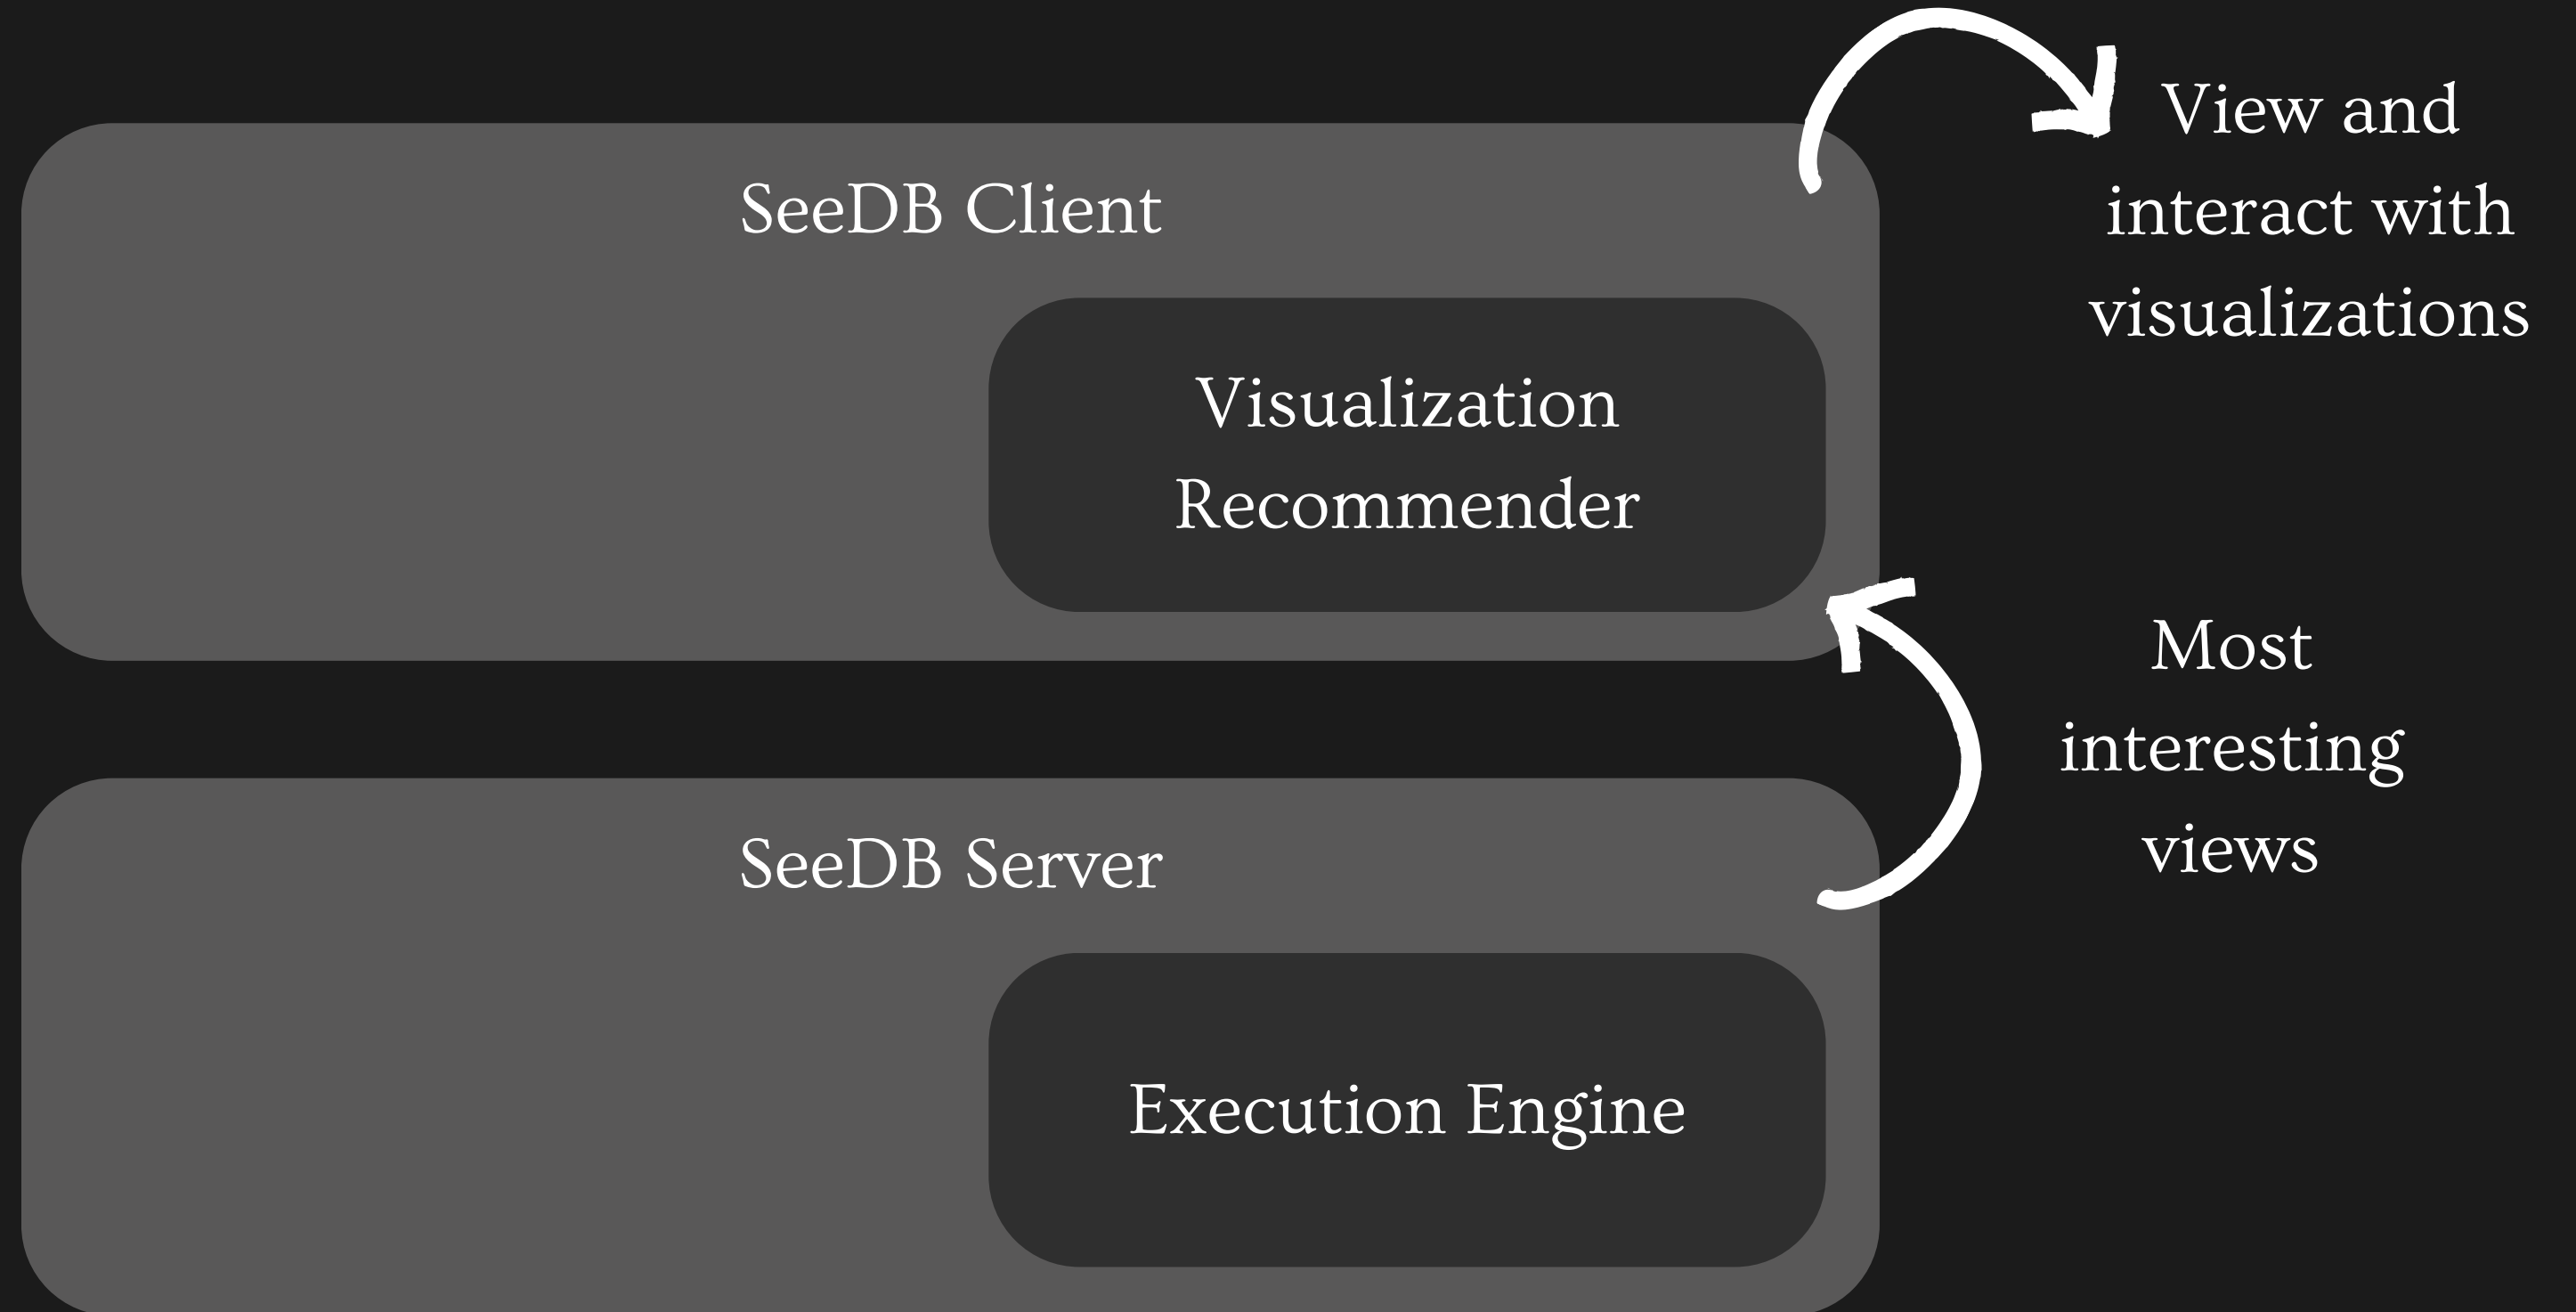 SeeDB Client
Visualization
Recommender
View and
interact with
visualizations
Most
interesting
views
SeeDB Server
Execution Engine